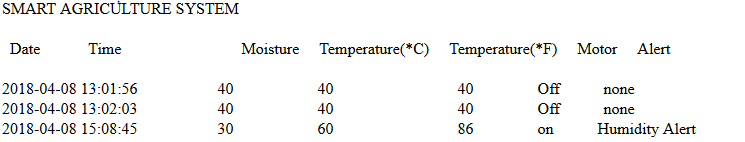 SMART AGRICULTURE SYSTEM
Date Time Moisture Temperature(*C) Temperature(*F) Motor Alert
2018-04-08 13:01:56 40 40 40 Off none
2018-04-08 13:02:03 40 40 40 Off none
2018-04-08 15:08:45 30 60 86 on Humidity Alert